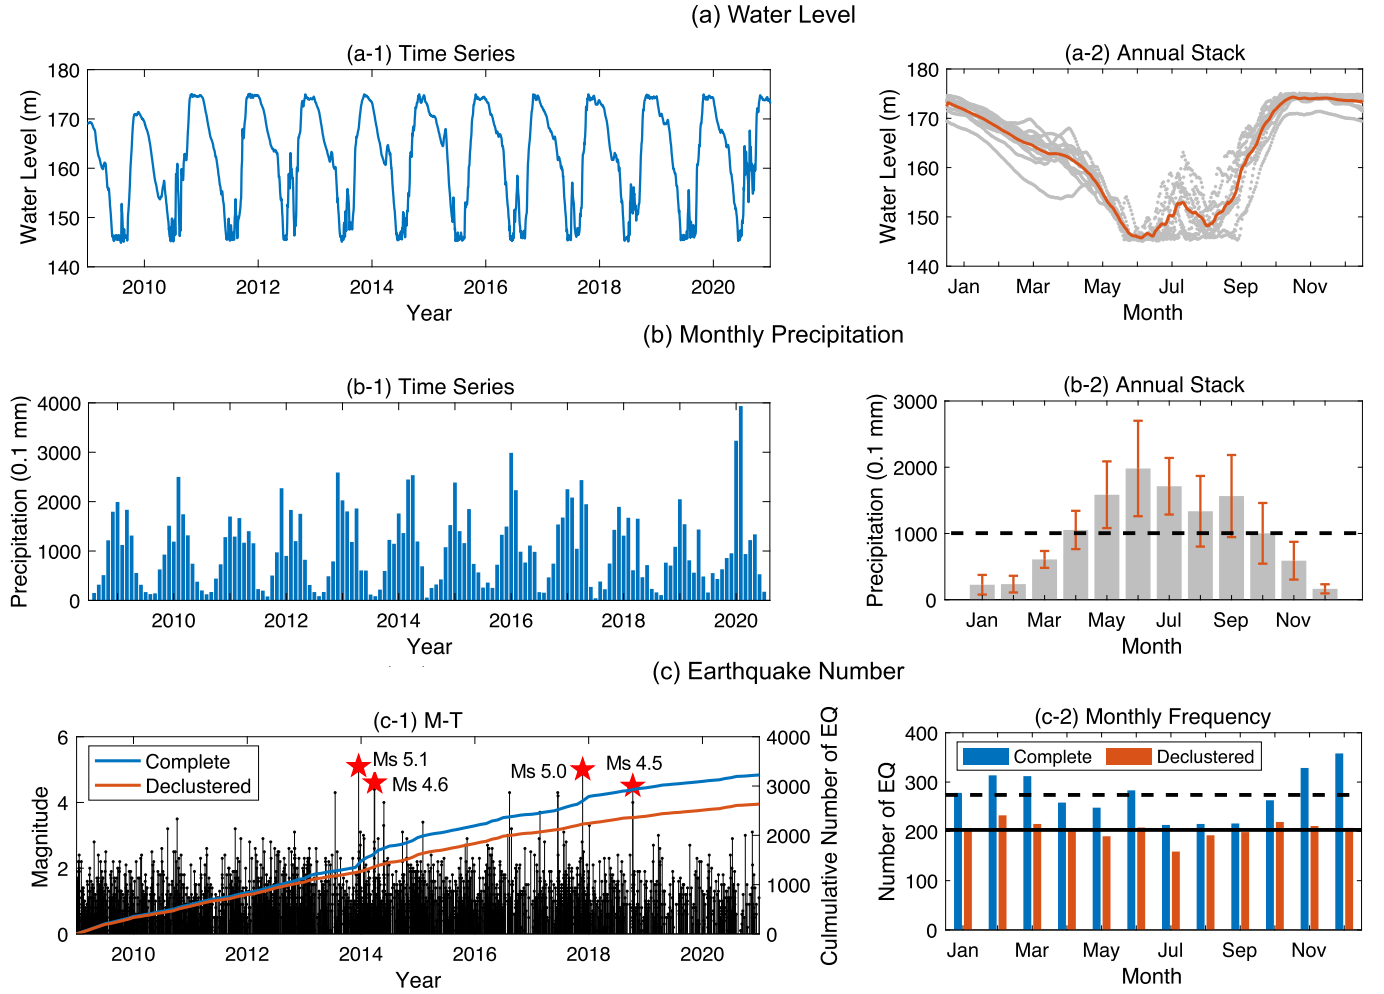 (a) Water Level
(a-1) Time Series
180
170
160
150
140
Water Level (m)
2010 2012 2014 2016 2018 2020
Year
(a-2) Annual Stack
180
170
160
150
140
Water Level (m)
Jan Mar May Jul Sep Nov
Month
(b) Monthly Precipitation
(b-1) Time Series
4000
3000
2000
1000
0
Precipitation (0.1 mm)
2010 2012 2014 2016 2018 2020
Year
(b-2) Annual Stack
3000
2000
1000
0
Precipitation (0.1 mm)
Jan Mar May Jul Sep Nov
Month
(c) Earthquake Number
(c-1) M-T
6
4
2
0
Magnitude
Complete
Declustered
Ms 5.1
Ms 4.6
Ms 5.0
Ms 4.5
4000
3000
2000
1000
0
Culmulative Number of EQ
2010 2012 2014 2016 2018 2020
Year
(c-2) Monthly Frequency
400
300
200
100
0
Number of EQ
Complete Declustered
Jan Mar May Jul Sep Nov
Month